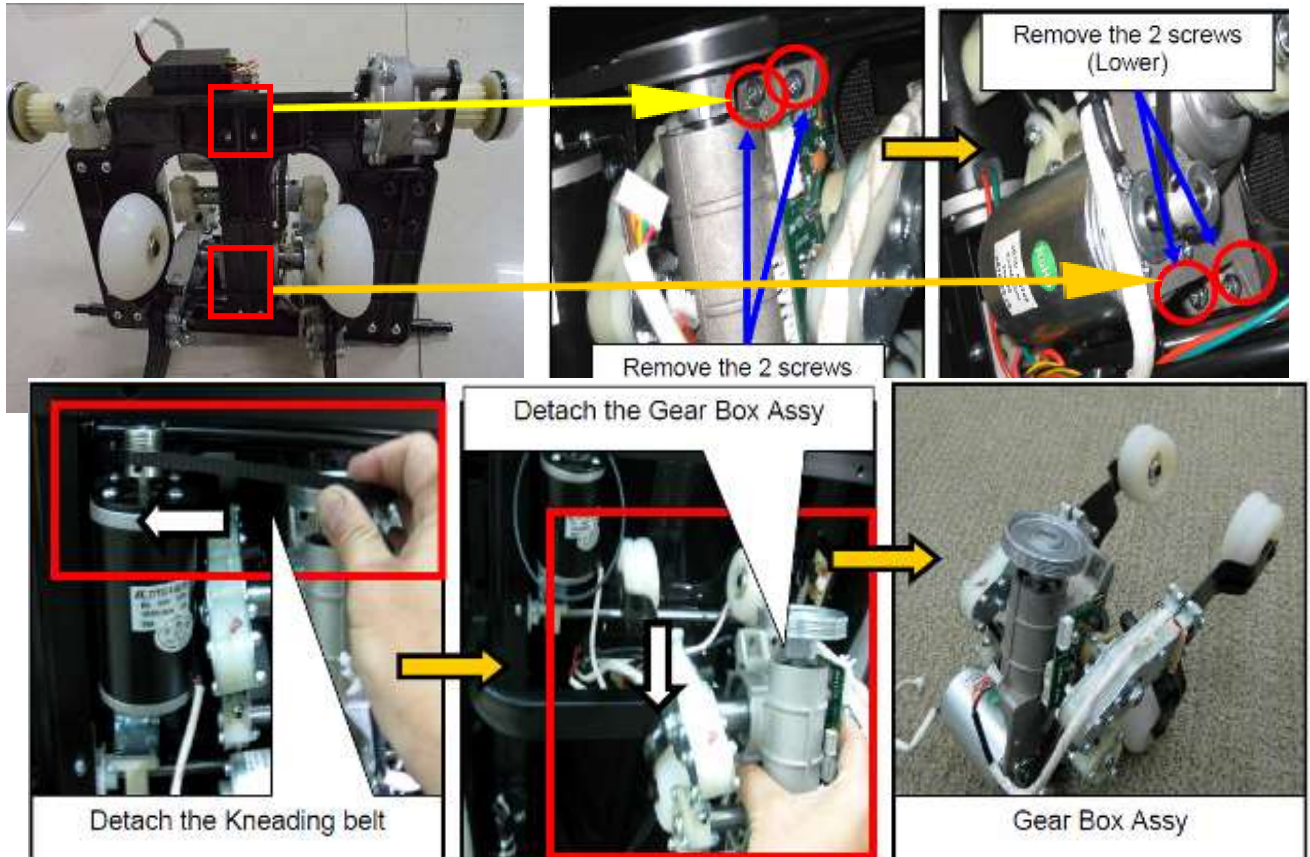 Remove the 2 screws
(Lower)
Remove the 2 screws
Detach the Kneading belt
Detach the Gear Box Assy
Gear Box Assy